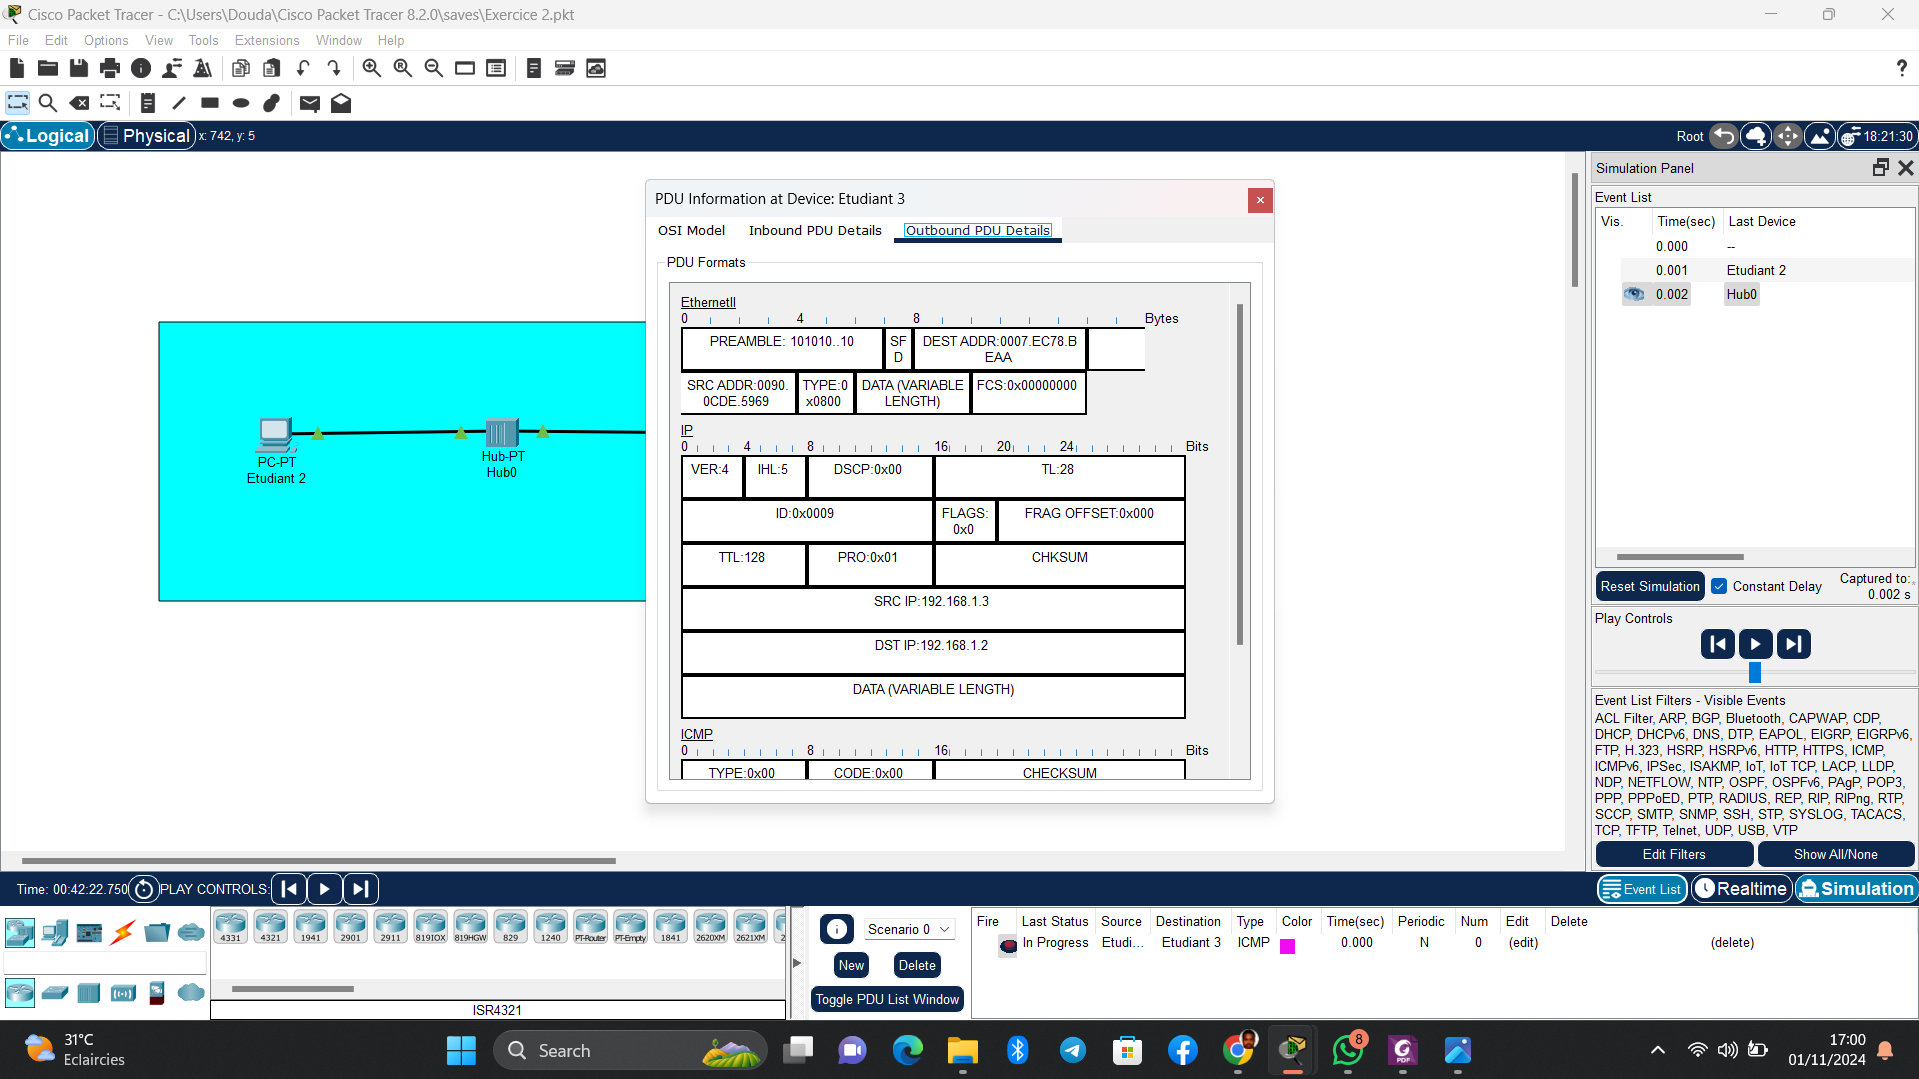 Cisco Packet Tracer - C:\Users\Douda\Cisco Packet Tracer 8.2.0\saves\Exercice 2.pkt
File Edit Options View Tools Extensions Window Help
?
Logical Physical x: 742, y: 5
Root 18:21:30
PC-PT
Etudiant 2
Hub-PT
Hub0
PDU Information at Device: Etudiant 3
OSI Model Inbound PDU Details Outbound PDU Details
PDU Formats
EthernetII
0 4 8 Bytes
PREAMBLE: 101010..10
SF
D
DEST ADDR:0007.EC78.B
EAA
SRC ADDR:0090.
0CDE.5969
TYPE:0
x0800
DATA (VARIABLE
LENGTH)
FCS:0x00000000
IP
0 4 8 16 20 24 Bits
VER:4 IHL:5 DSCP:0x00 TL:28
ID:0x0009
FLAGS:
0x0
FRAG OFFSET:0x000
TTL:128 PRO:0x01 CHKSUM
SRC IP:192.168.1.3
DST IP:192.168.1.2
DATA (VARIABLE LENGTH)
ICMP
0 8 16 Bits
TYPE:0x00 CODE:0x00 CHECKSUM
Simulation Panel
Event List
Vis. Time(sec) Last Device
0.000 --
0.001 Etudiant 2
0.002 Hub0
Reset Simulation Constant Delay
Captured to:
0.002 s
Play Controls
Event List Filters - Visible Events
ACL Filter, ARP, BGP, Bluetooth, CAPWAP, CDP,
DHCP, DHCPv6, DNS, DTP, EAPOL, EIGRP, EIGRPv6,
FTP, H.323, HSRP, HSRPv6, HTTP, HTTPS, ICMP,
ICMPv6, IPSec, ISAKMP, IoT, IoT TCP, LACP, LLDP,
NDP, NETFLOW, NTP, OSPF, OSPFv6, PAgP, POP3,
PPP, PPPoED, PTP, RADIUS, REP, RIP, RIPng, RTP,
SCCP, SMTP, SNMP, SSH, STP, SYSLOG, TACACS,
TCP, TFTP, Telnet, UDP, USB, VTP
Edit Filters Show All/None
Time: 00:42:22.750 PLAY CONTROLS:
Event List Realtime Simulation
4331 4321 1941 2901 2911 819IOX 819HGW 829 1240 PT-Router PT-Empty 1841 2620XM 2621XM 2
ISR4321
Scenario 0
New Delete
Toggle PDU List Window
Fire Last Status Source Destination Type Color Time(sec) Periodic Num Edit Delete
In Progress Etudi... Etudiant 3 ICMP 0.000 N 0 (edit) (delete)
31°C
Eclaircies
Search
8
PDF
17:00
01/11/2024